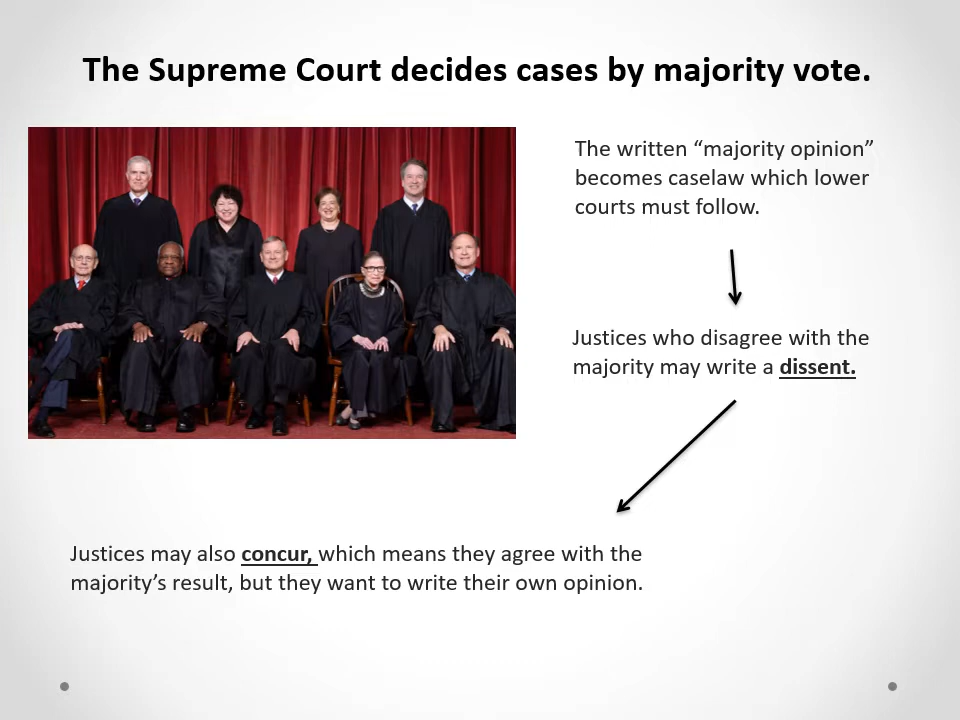 The Supreme Court decides cases by majority vote.
The written “majority opinion”
becomes caselaw which lower
courts must follow.
Justices who disagree with the
majority may write a dissent.
Justices may also concur, which means they agree with the
majority’s result, but they want to write their own opinion.